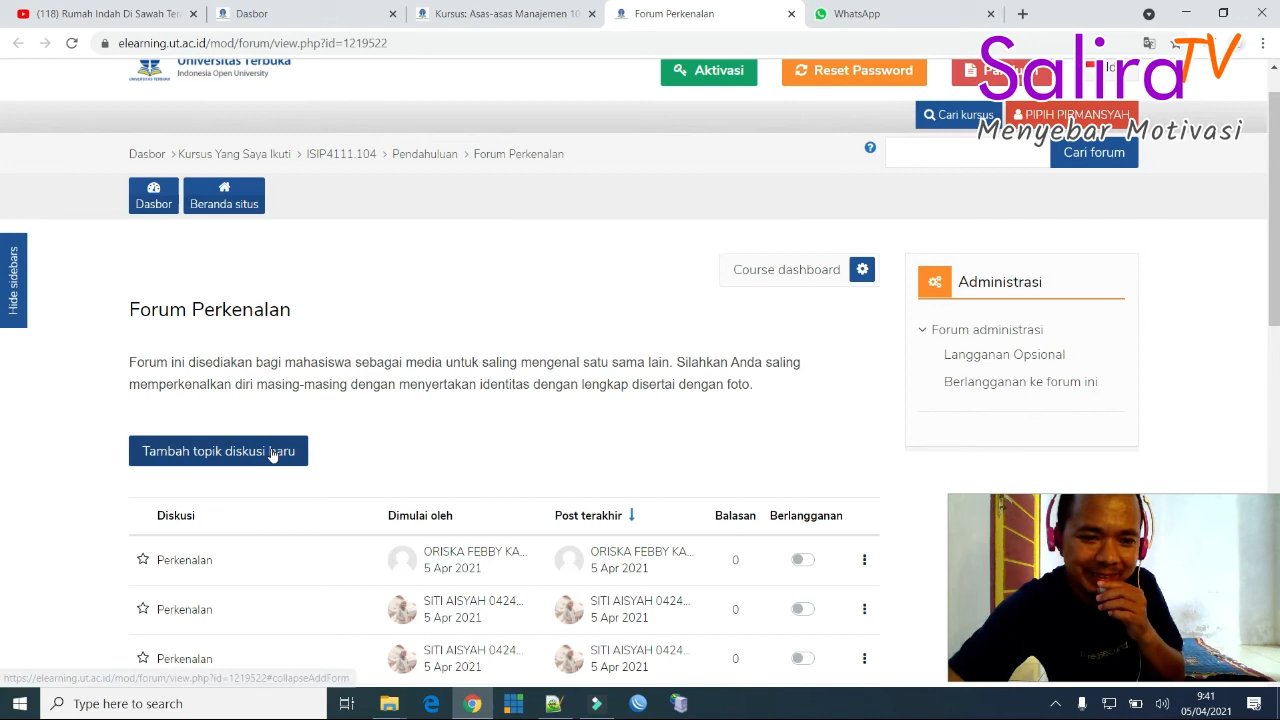 (118) Rumah Di Sawah Ter
Dasbor
Kursus: Asas-asas Manajemen 10
Forum Perkenalan
WhatsApp
elearning.ut.ac.id/mod/forum/view.php?id=1219522
SaliraTV
Menyebar Motivasi
UNIVERSITAS TERBUKA
Universitas Terbuka
Indonesia Open University
Aktivasi
Reset Password
Cari kursus
PIPIH PIRMANSYAH
Dasbor
Kursus Yang Saya Ikuti
Pendahuluan
Forum Perkenalan
Cari forum
Dasbor
Beranda situs
Hide sidebars
Course dashboard
Administrasi
Forum Perkenalan
Forum administrasi
Langganan Opsional
Berlangganan ke forum ini
Forum ini disediakan bagi mahasiswa sebagai media untuk saling mengenal satu sama lain. Silahkan Anda saling
memperkenalkan diri masing-masing dengan menyertakan identitas dengan lengkap disertai dengan foto.
Tambah topik diskusi baru
Diskusi Dimulai oleh Post terakhir Balasan Berlangganan
Perkenalan ORISKA FEBBY KA... ORISKA FEBBY KA... 0
5 Apr 2021 5 Apr 2021
Perkenalan SITI AISYAH 0424... SITI AISYAH 0424... 0
5 Apr 2021 5 Apr 2021
Perkenalan SITI AISYAH 0424... SITI AISYAH 0424... 0
5 Apr 2021 5 Apr 2021
https://elearning.ut.ac.id/mod/forum/view.php?id=1219522#collapseAddForm
Type here to search
9:41
05/04/2021